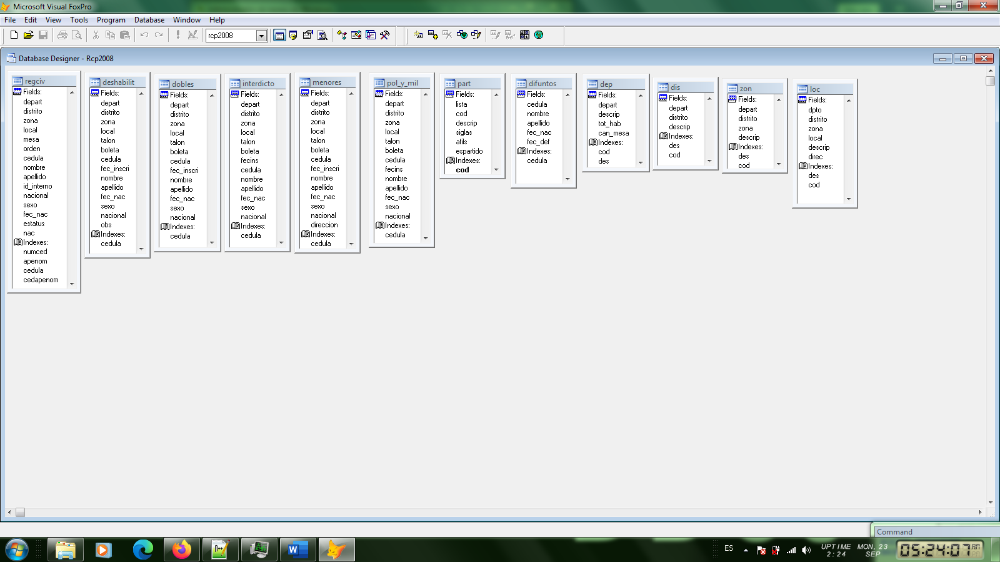 Microsoft Visual FoxPro
File Edit View Tools Program Database Window Help
rcp2008
Database Designer - Rcp2008
regciv
Fields:
depart
distrito
zona
local
mesa
orden
cedula
nombre
apellido
id_interno
nacional
sexo
fec_nac
estatus
nac
Indexes:
numced
apenom
cedula
cedapenom
deshabilit
Fields:
depart
distrito
zona
local
talon
boleta
cedula
fec_inscri
nombre
apellido
fec_nac
sexo
nacional
obs
Indexes:
cedula
dobles
Fields:
depart
distrito
zona
local
talon
boleta
cedula
fec_inscri
nombre
apellido
fec_nac
sexo
nacional
Indexes:
cedula
interdicto
Fields:
depart
distrito
zona
local
talon
boleta
fecins
cedula
nombre
apellido
fec_nac
sexo
nacional
Indexes:
cedula
menores
Fields:
depart
distrito
zona
local
talon
boleta
cedula
fec_inscri
nombre
apellido
fec_nac
sexo
nacional
direccion
Indexes:
cedula
pol_y_mil
Fields:
depart
distrito
zona
local
talon
boleta
cedula
fecins
nombre
apellido
fec_nac
sexo
nacional
Indexes:
cedula
part
Fields:
lista
cod
descrip
siglas
afils
espartido
Indexes:
cod
difuntos
Fields:
cedula
nombre
apellido
fec_nac
fec_def
Indexes:
cedula
dep
Fields:
depart
descrip
tot_hab
can_mesa
Indexes:
cod
des
dis
Fields:
depart
distrito
descrip
Indexes:
des
cod
zon
Fields:
depart
distrito
zona
descrip
Indexes:
des
cod
loc
Fields:
dpto
distrito
zona
local
descrip
direc
Indexes:
des
cod
Command
ES
UPTIME
2:24
MON, 23
SEP
05:24:07 AM